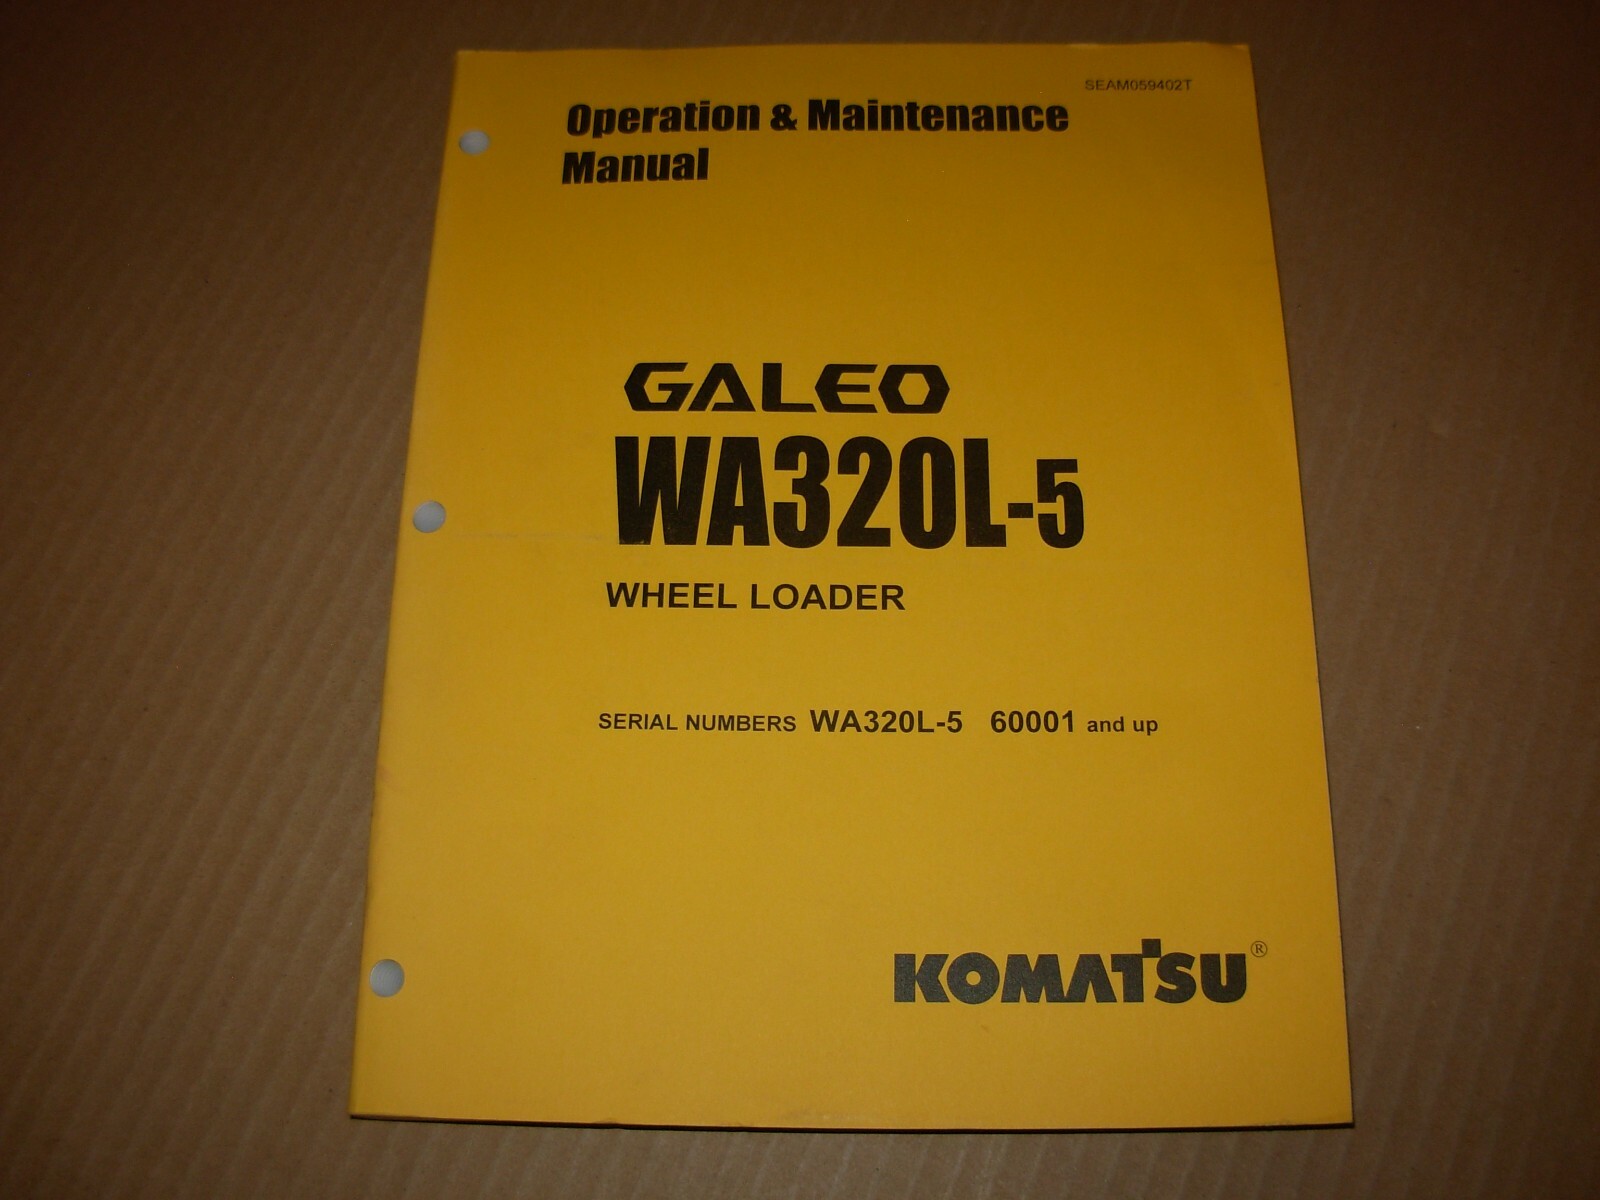 SEAM059402T
Operation & Maintenance
Manual
GALEO
WA320L-5
WHEEL LOADER
SERIAL NUMBERS WA320L-5 60001 and up
KOMATSU®